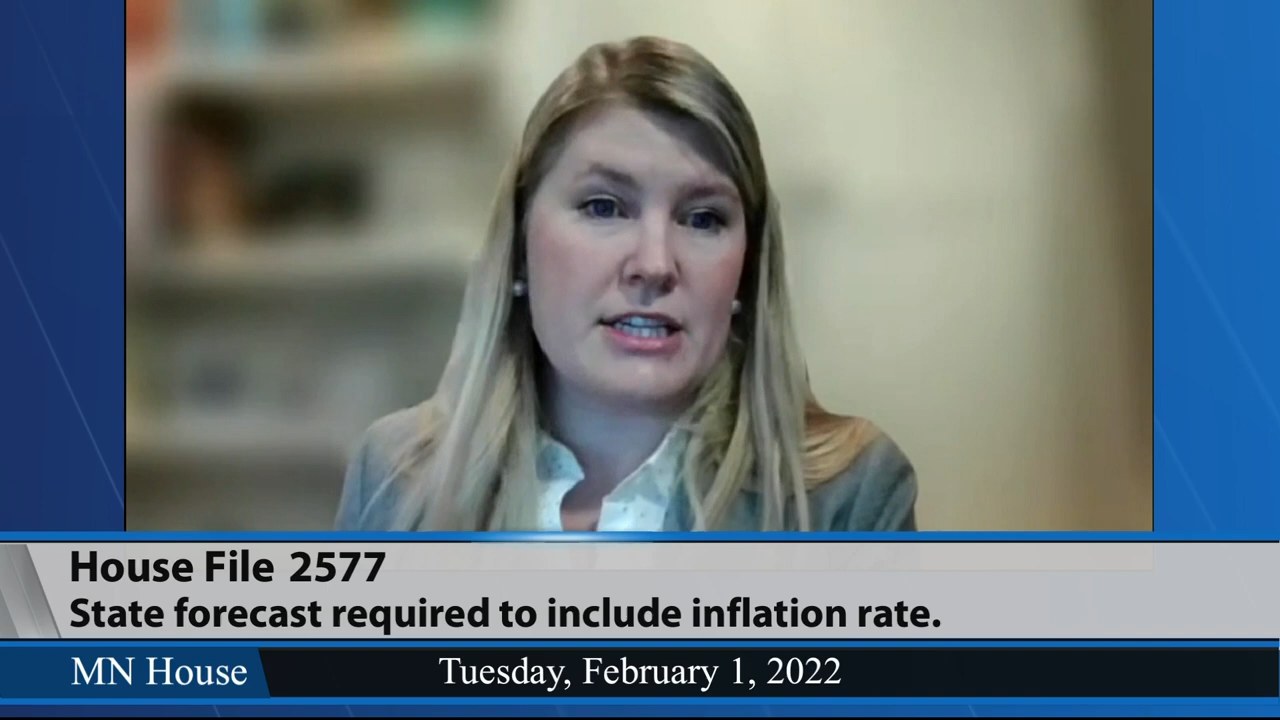 House File 2577
State forecast required to include inflation rate.
MN House
Tuesday, February 1, 2022